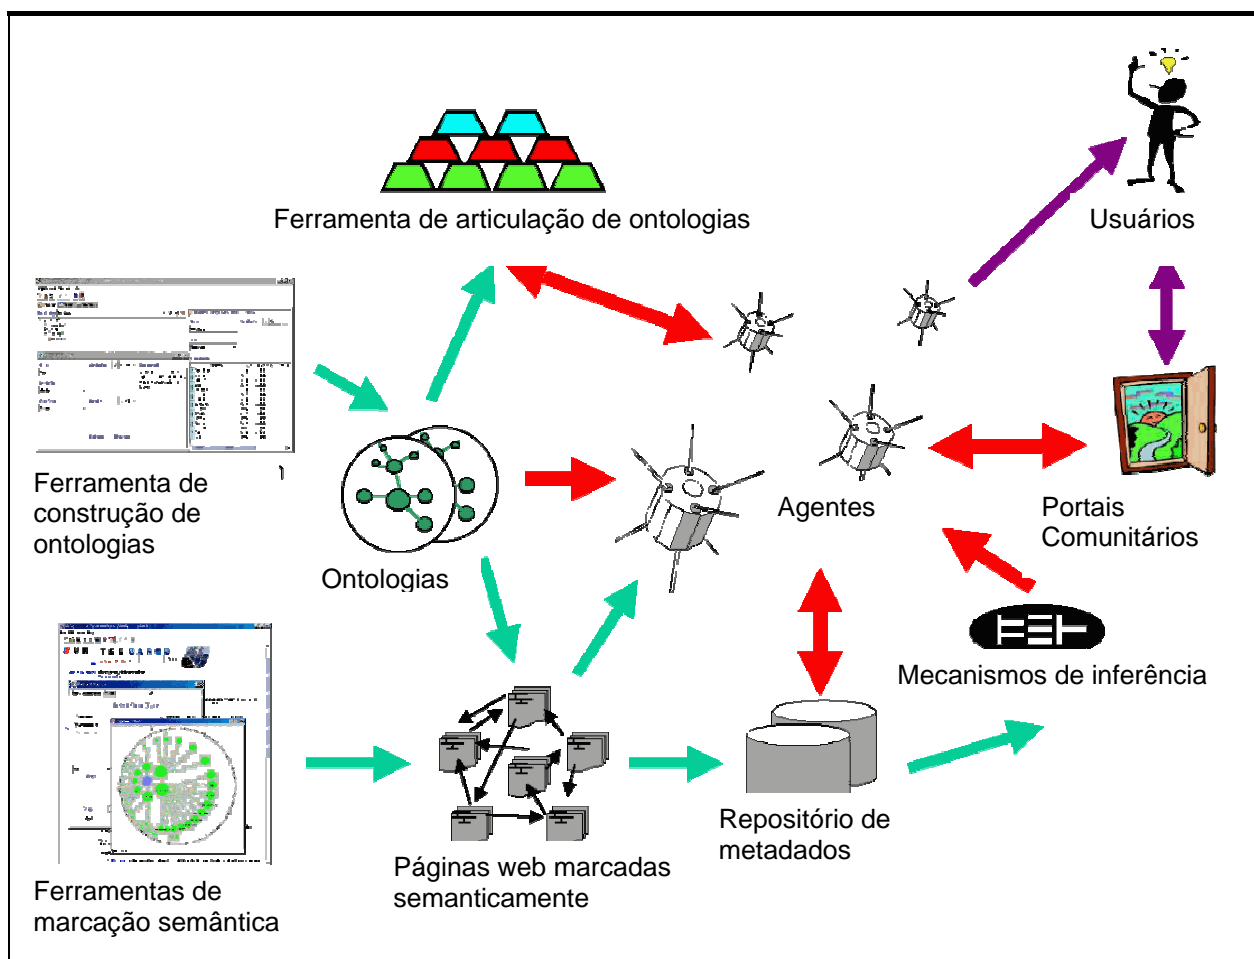 Ferramenta de articulação de ontologias
Usuários
Ferramenta de
construção de
ontologias
Ontologias
Agentes
Portais
Comunitários
Mecanismos de inferência
Ferramentas de
marcação semântica
Páginas web marcadas
semanticamente
Repositório de
metadados